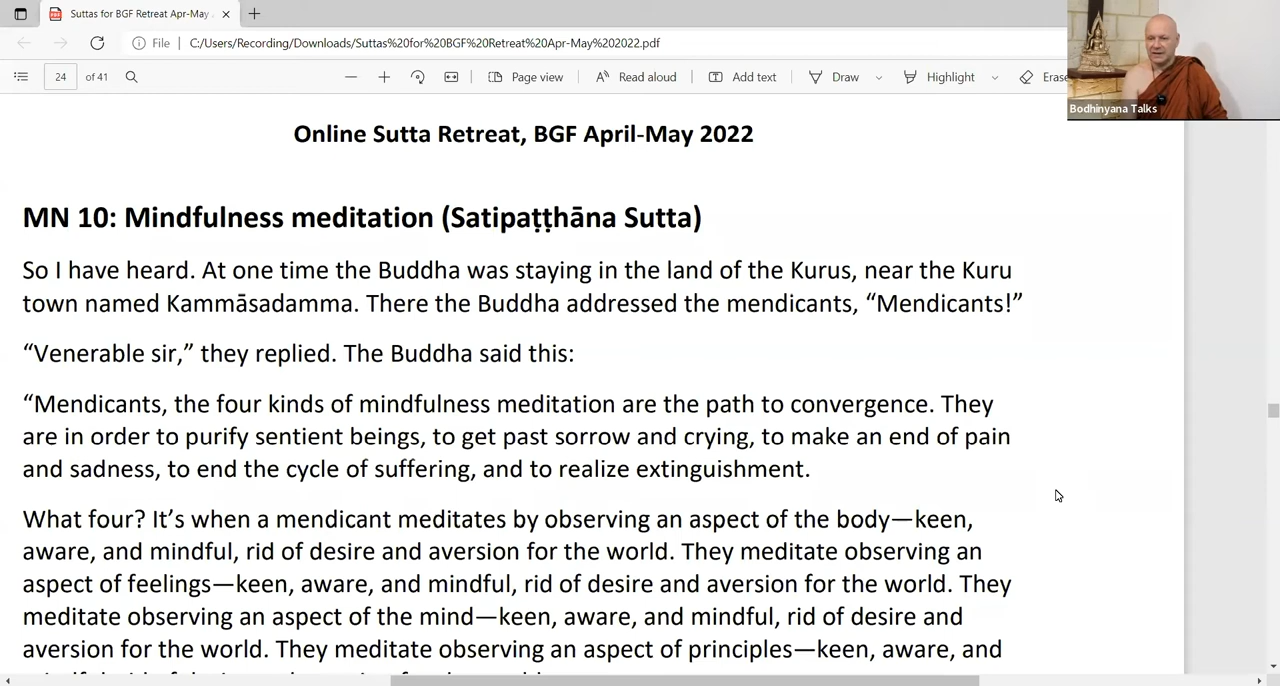 Suttas for BGF Retreat Apr-May
File
C:/Users/Recording/Downloads/Suttas%20for%20BGF%20Retreat%20Apr-May%202022.pdf
24 of 41
Page view
Read aloud
Add text
Draw
Highlight
Eras
Bodhinyana Talks
Online Sutta Retreat, BGF April-May 2022
MN 10: Mindfulness meditation (Satipaṭṭhāna Sutta)
So I have heard. At one time the Buddha was staying in the land of the Kurus, near the Kuru
town named Kammāsadamma. There the Buddha addressed the mendicants, “Mendicants!”
“Venerable sir,” they replied. The Buddha said this:
“Mendicants, the four kinds of mindfulness meditation are the path to convergence. They
are in order to purify sentient beings, to get past sorrow and crying, to make an end of pain
and sadness, to end the cycle of suffering, and to realize extinguishment.
What four? It’s when a mendicant meditates by observing an aspect of the body—keen,
aware, and mindful, rid of desire and aversion for the world. They meditate observing an
aspect of feelings—keen, aware, and mindful, rid of desire and aversion for the world. They
meditate observing an aspect of the mind—keen, aware, and mindful, rid of desire and
aversion for the world. They meditate observing an aspect of principles—keen, aware, and